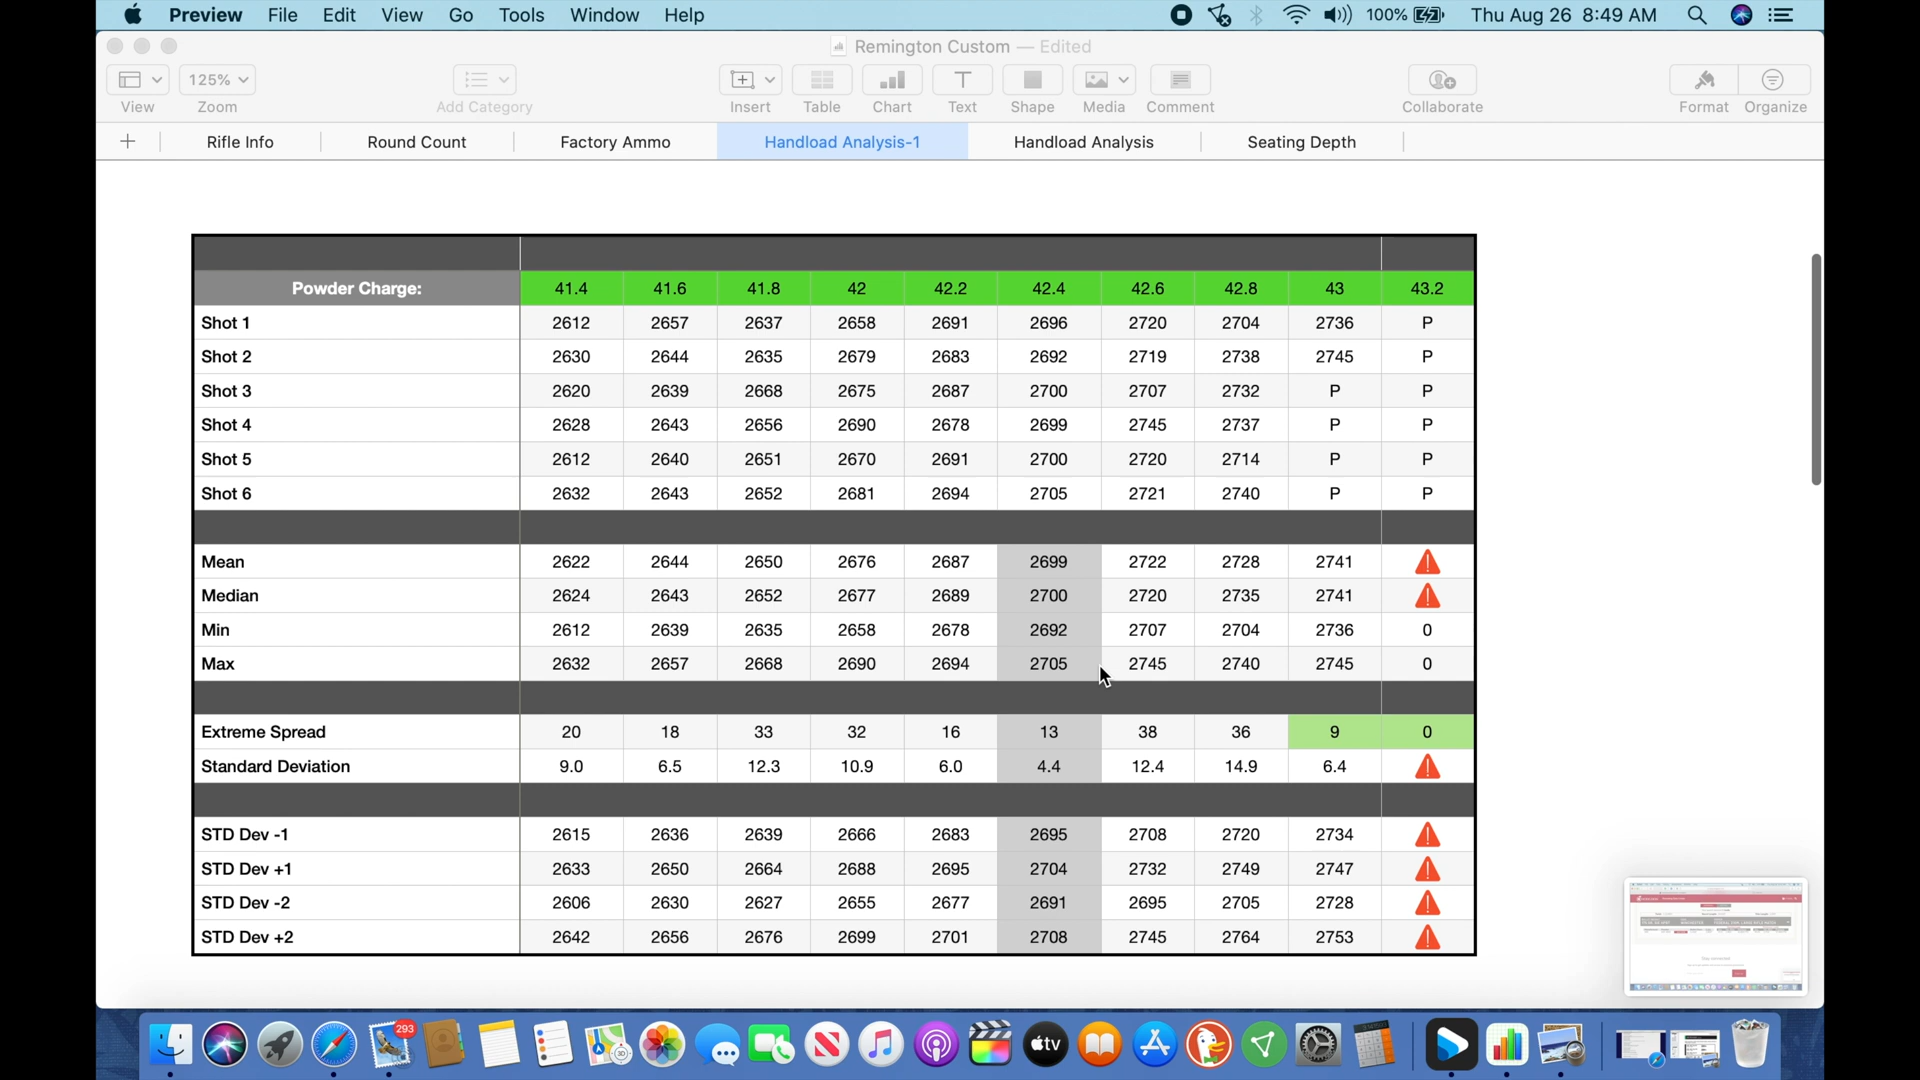 Preview File Edit View Go Tools Window Help 100% Thu Aug 26 8:49 AM
Remington Custom — Edited
125%
View Zoom Add Category Insert Table Chart Text Shape Media Comment Collaborate Format Organize
Rifle Info Round Count Factory Ammo Handload Analysis-1 Handload Analysis Seating Depth
Powder Charge: 41.4 41.6 41.8 42 42.2 42.4 42.6 42.8 43 43.2
Shot 1 2612 2657 2637 2658 2691 2696 2720 2704 2736 P
Shot 2 2630 2644 2635 2679 2683 2692 2719 2738 2745 P
Shot 3 2620 2639 2668 2675 2687 2700 2707 2732 P P
Shot 4 2628 2643 2656 2690 2678 2699 2745 2737 P P
Shot 5 2612 2640 2651 2670 2691 2700 2720 2714 P P
Shot 6 2632 2643 2652 2681 2694 2705 2721 2740 P P
Mean 2622 2644 2650 2676 2687 2699 2722 2728 2741
Median 2624 2643 2652 2677 2689 2700 2720 2735 2741
Min 2612 2639 2635 2658 2678 2692 2707 2704 2736 0
Max 2632 2657 2668 2690 2694 2705 2745 2740 2745 0
Extreme Spread 20 18 33 32 16 13 38 36 9 0
Standard Deviation 9.0 6.5 12.3 10.9 6.0 4.4 12.4 14.9 6.4
STD Dev -1 2615 2636 2639 2666 2683 2695 2708 2720 2734
STD Dev +1 2633 2650 2664 2688 2695 2704 2732 2749 2747
STD Dev -2 2606 2630 2627 2655 2677 2691 2695 2705 2728
STD Dev +2 2642 2656 2676 2699 2701 2708 2745 2764 2753
293
tv